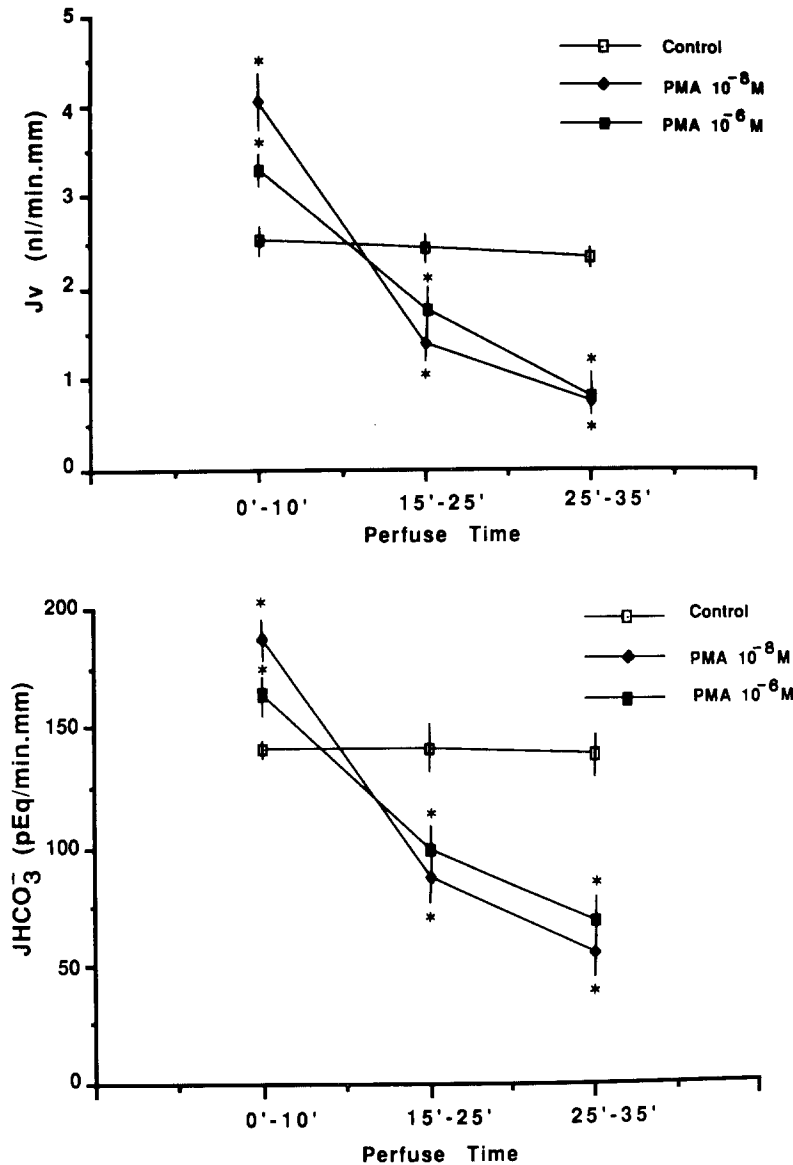 5
4
3
2
1
0
Jv (nl/min.mm)
Control
PMA 10⁻⁸M
PMA 10⁻⁶M
*
*
*
*
*
*
0'-10' 15'-25' 25'-35'
Perfuse Time
200
150
100
50
0
JHCO₃⁻ (pEq/min.mm)
Control
PMA 10⁻⁸M
PMA 10⁻⁶M
*
*
*
*
*
*
0'-10' 15'-25' 25'-35'
Perfuse Time